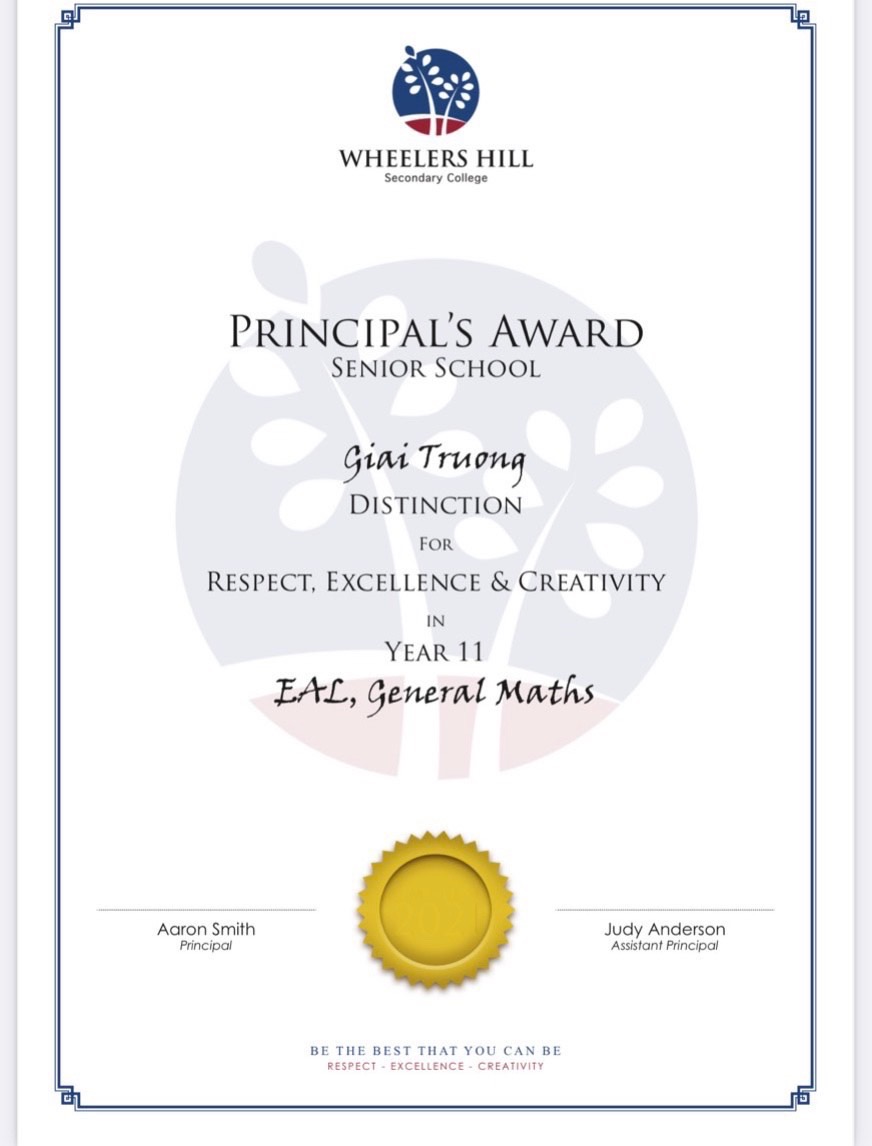 WHEELERS HILL
Secondary College
PRINCIPAL'S AWARD
SENIOR SCHOOL
Giai Truong
DISTINCTION
FOR
RESPECT, EXCELLENCE & CREATIVITY
IN
YEAR 11
EAL, General Maths
Aaron Smith
Principal
Judy Anderson
Assistant Principal
BE THE BEST THAT YOU CAN BE
RESPECT - EXCELLENCE - CREATIVITY